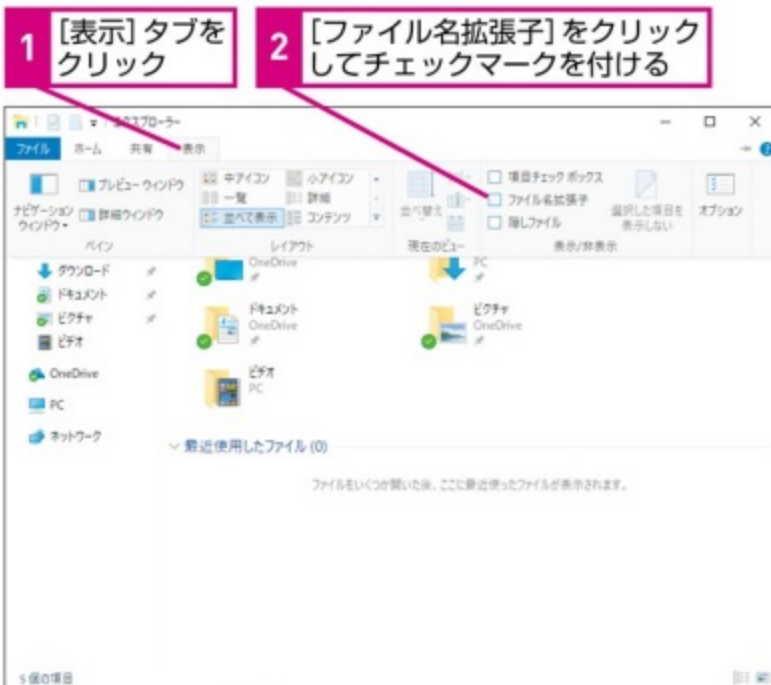 1 [表示]タブをクリック
2 [ファイル名拡張子]をクリックしてチェックマークを付ける
エクスプローラー
ファイル ホーム 共有 表示
ナビゲーション ウィンドウ
プレビュー ウィンドウ
詳細ウィンドウ
ペイン
中アイコン 小アイコン
一覧 詳細
並べて表示 コンテンツ
レイアウト
並べ替え
現在のビュー
項目チェック ボックス
ファイル名拡張子
隠しファイル
選択した項目を表示しない
表示/非表示
オプション
ダウンロード
ドキュメント
ピクチャ
ビデオ
OneDrive
PC
ネットワーク
OneDrive
PC
ドキュメント
OneDrive
ピクチャ
OneDrive
ビデオ
PC
最近使用したファイル (0)
ファイルをいくつか開いた後、ここに最近使ったファイルが表示されます。
5 個の項目